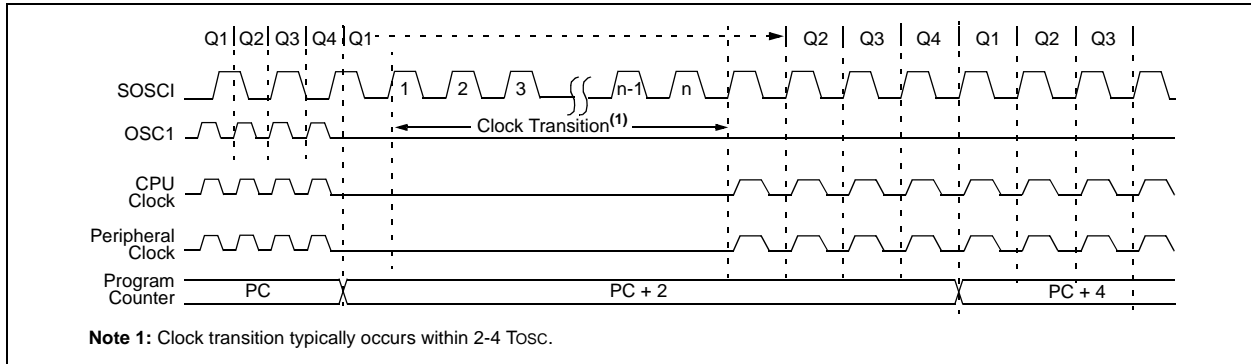 Q1 Q2 Q3 Q4 Q1 Q2 Q3 Q4 Q1 Q2 Q3
SOSCI 1 2 3 n-1 n
Clock Transition(1)
OSC1
CPU
Clock
Peripheral
Clock
Program
Counter
PC PC + 2 PC + 4
Note 1: Clock transition typically occurs within 2-4 TOSC.